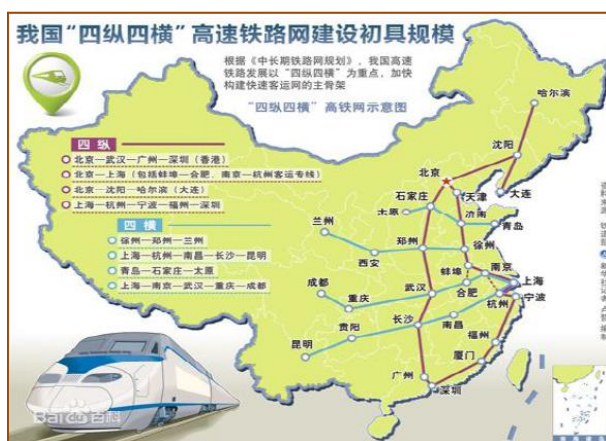 我国“四纵四横”高速铁路网建设初具规模
根据《中长期铁路网规划》，我国高速
铁路发展以“四纵四横”为重点，加快
构建快速客运网的主骨架
“四纵四横”高铁网示意图
四纵
北京—武汉—广州—深圳（香港）
北京—上海（包括蚌埠—合肥，南京—杭州客运专线）
北京—沈阳—哈尔滨（大连）
上海—杭州—宁波—福州—深圳
四横
徐州—郑州—兰州
上海—杭州—南昌—长沙—昆明
青岛—石家庄—太原
上海—南京—武汉—重庆—成都
哈尔滨
沈阳
北京
大连
天津
石家庄
太原
济南
青岛
兰州
郑州
徐州
西安
蚌埠
南京
成都
上海
武汉
合肥
重庆
杭州
宁波
贵阳
长沙
南昌
昆明
福州
厦门
广州
深圳
Bai百科